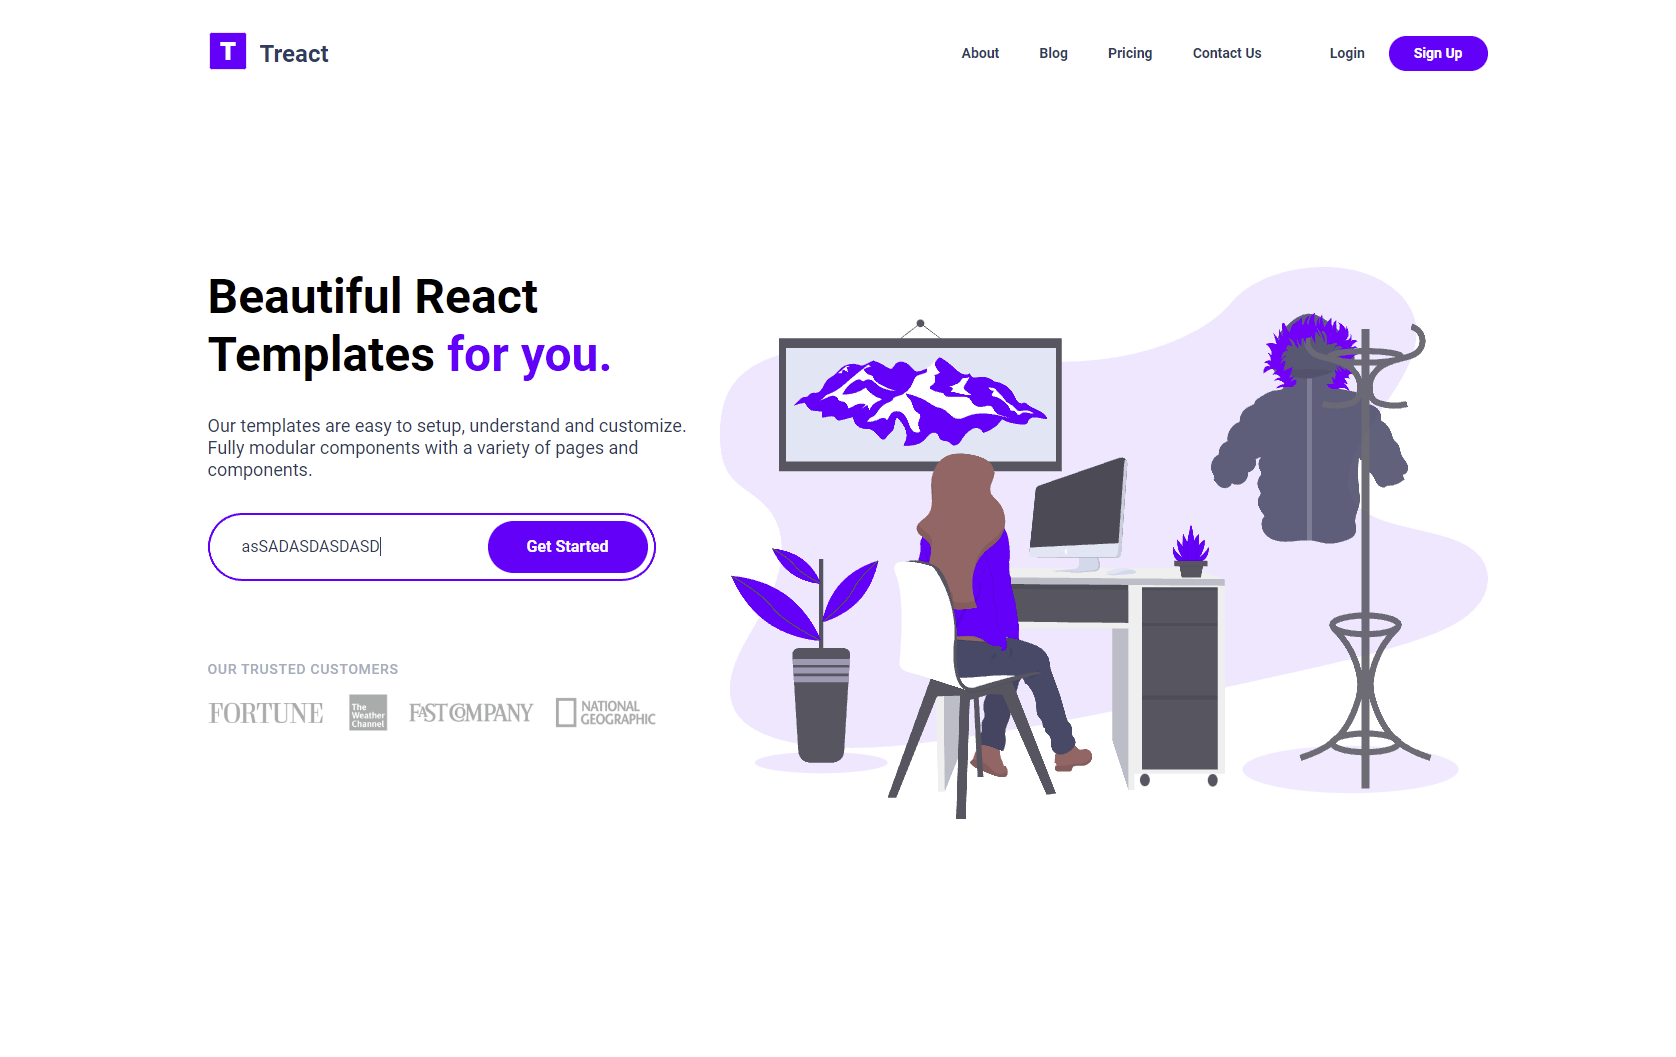 T Treact
About Blog Pricing Contact Us Login Sign Up
Beautiful React
Templates for you.
Our templates are easy to setup, understand and customize.
Fully modular components with a variety of pages and
components.
asSADASDASDASD Get Started
OUR TRUSTED CUSTOMERS
FORTUNE
The
Weather
Channel
FAST COMPANY
NATIONAL
GEOGRAPHIC